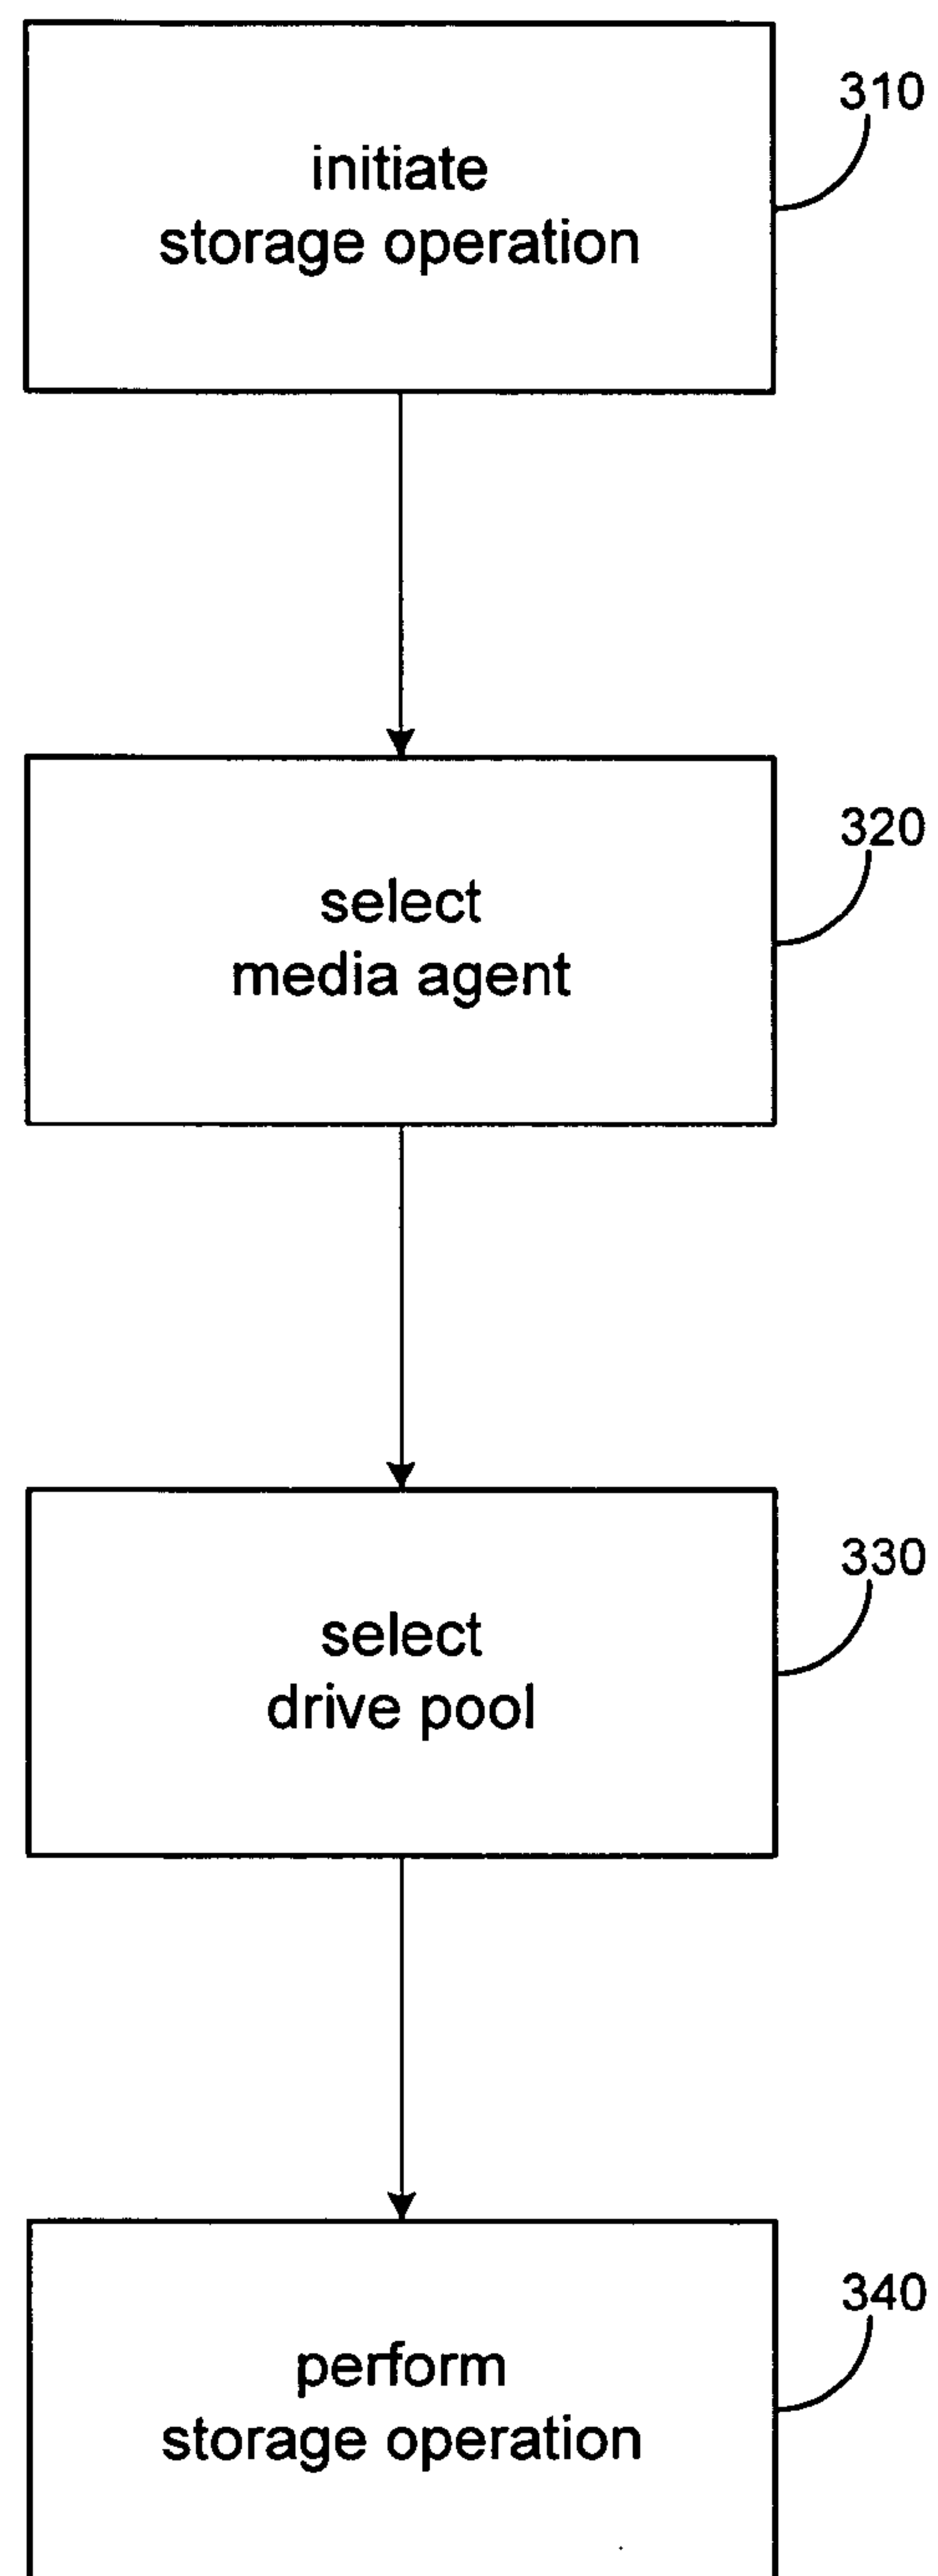 310
initiate
storage operation
320
select
media agent
330
select
drive pool
340
perform
storage operation